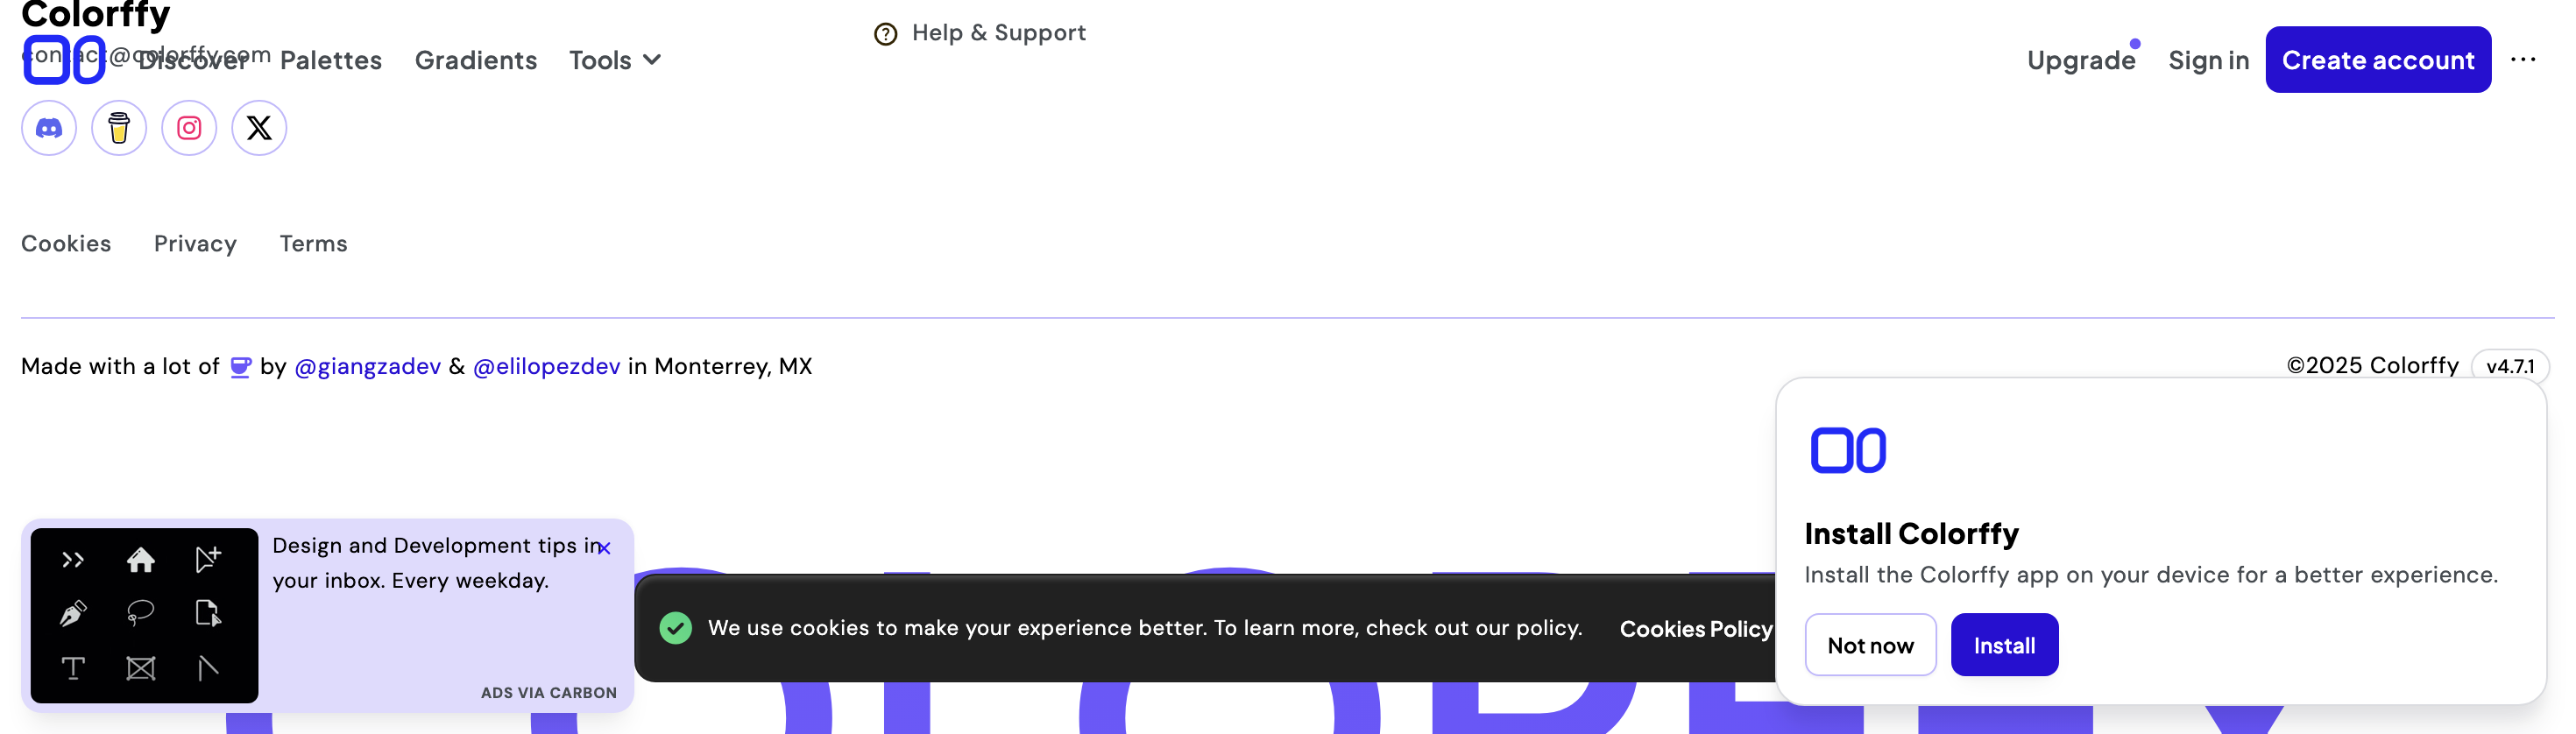 Colorffy
contact@colorffy.com
Discover Palettes Gradients Tools
Help & Support
Upgrade Sign in Create account ...
Cookies Privacy Terms
Made with a lot of by @giangzadev & @elilopezdev in Monterrey, MX
©2025 Colorffy v4.7.1
Design and Development tips in
your inbox. Every weekday.
ADS VIA CARBON
We use cookies to make your experience better. To learn more, check out our policy. Cookies Policy
Install Colorffy
Install the Colorffy app on your device for a better experience.
Not now Install